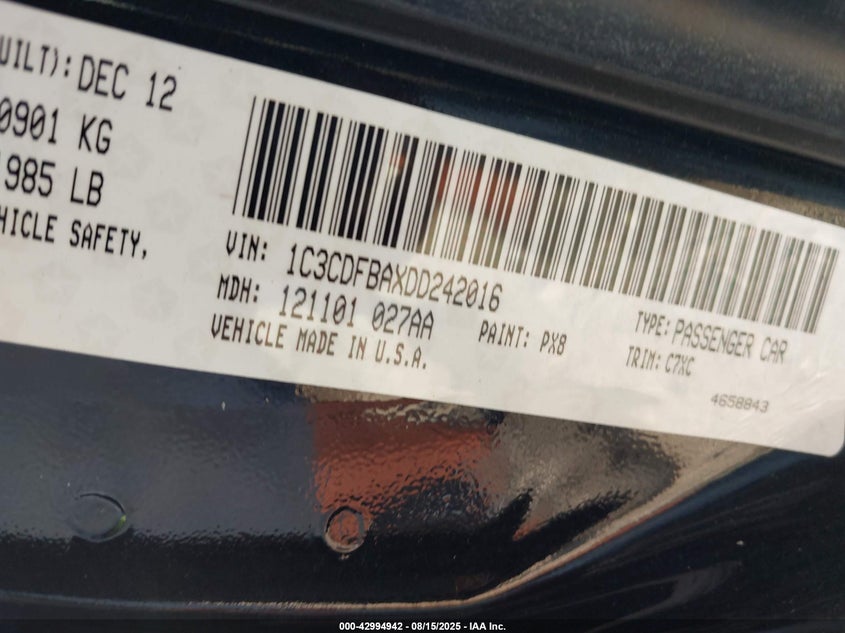 UILT): DEC 12
0901 KG
1985 LB
HICLE SAFETY,
VIN: 1C3CDFBAXDD242016
MDH: 121101 027AA
PAINT: PX8
TYPE: PASSENGER CAR
VEHICLE MADE IN U.S.A.
TRIM: C7XC
4658843
000-42994942 - 08/15/2025 - IAA Inc.